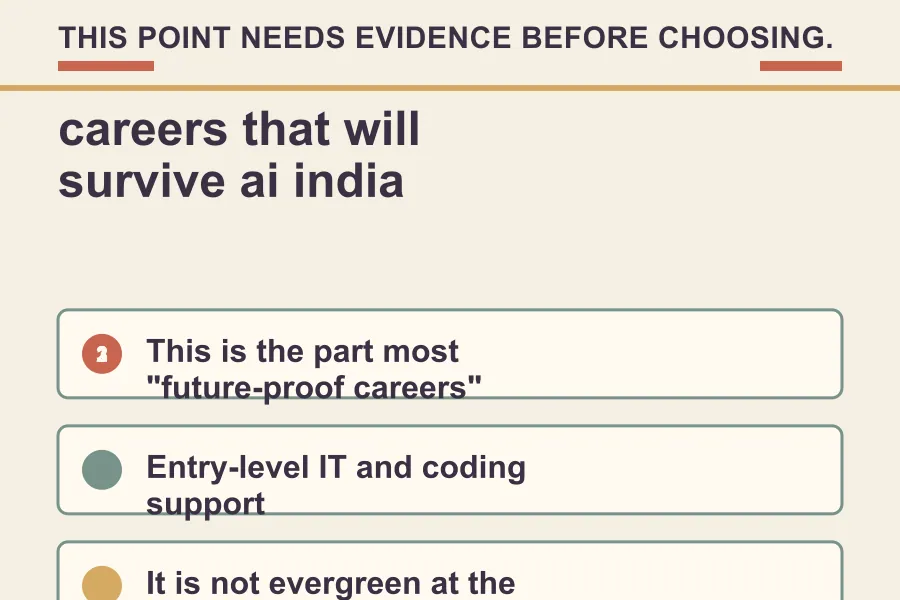 THIS POINT NEEDS EVIDENCE BEFORE CHOOSING.
careers that will
survive ai india
This is the part most
"future-proof careers"
Entry-level IT and coding
support
It is not evergreen at the